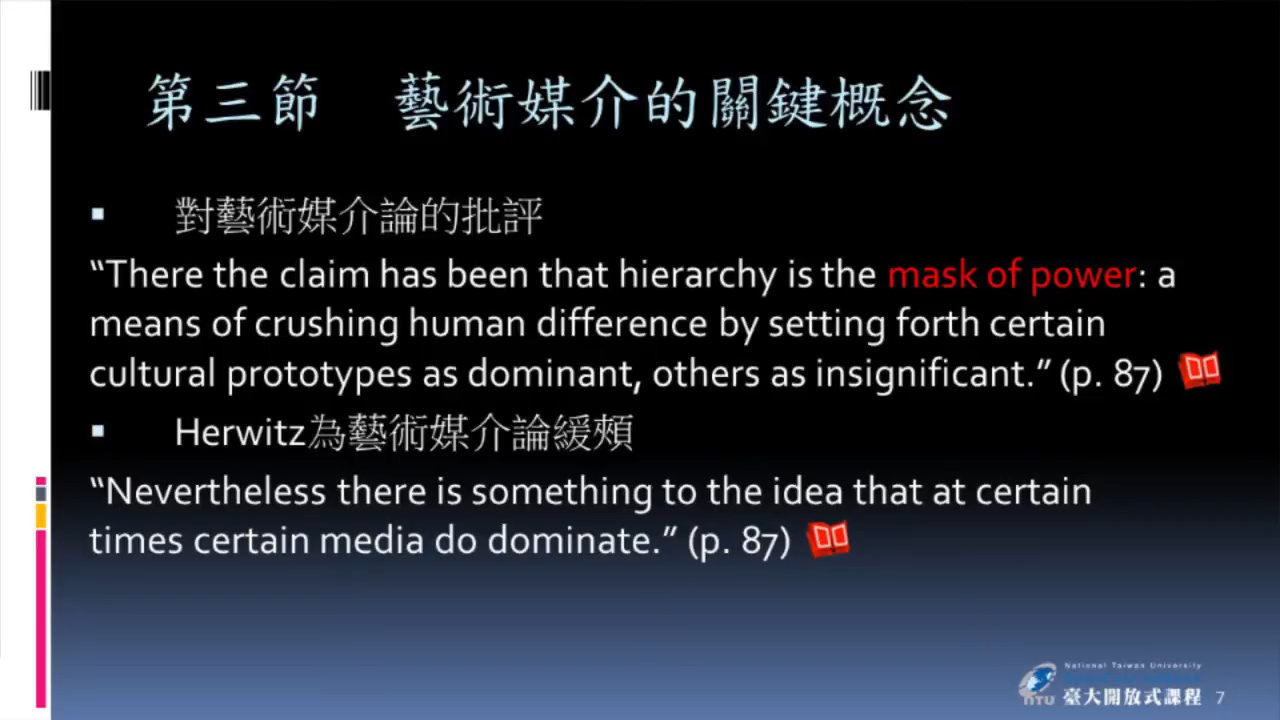 第三節 藝術媒介的關鍵概念
▪ 對藝術媒介論的批評
“There the claim has been that hierarchy is the mask of power: a
means of crushing human difference by setting forth certain
cultural prototypes as dominant, others as insignificant.” (p. 87)
▪ Herwitz為藝術媒介論緩頰
“Nevertheless there is something to the idea that at certain
times certain media do dominate.” (p. 87)
National Taiwan University
NTU 臺大開放式課程 7